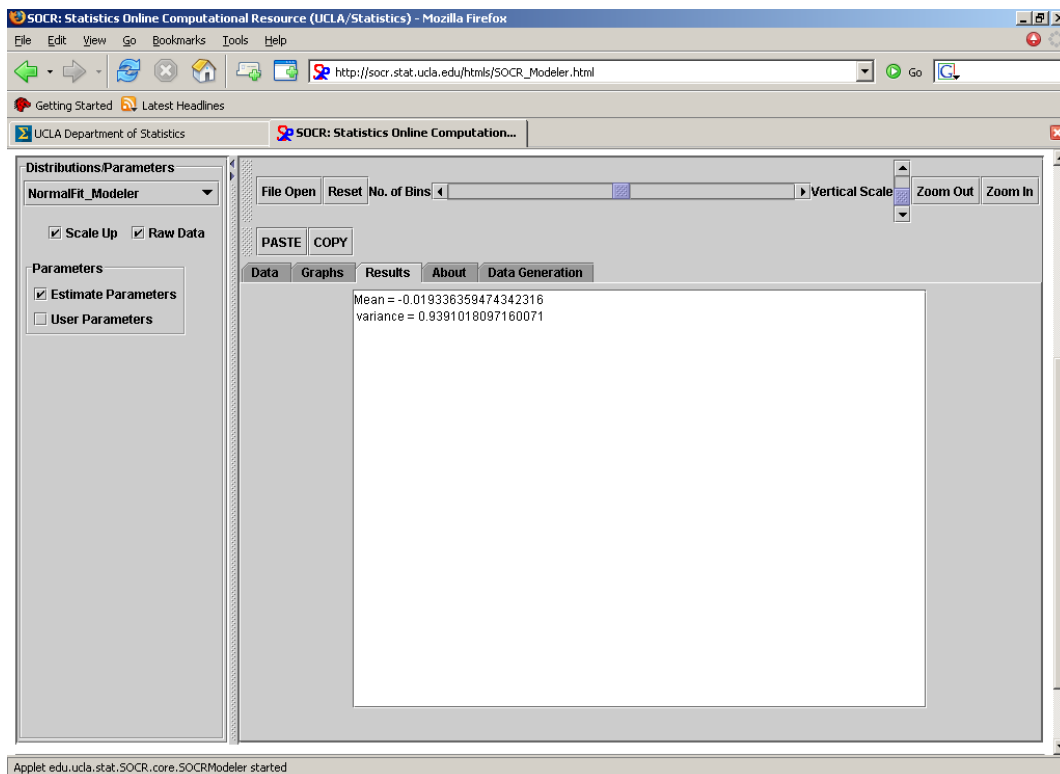 SOCR: Statistics Online Computational Resource (UCLA/Statistics) - Mozilla Firefox
File Edit View Go Bookmarks Tools Help
http://socr.stat.ucla.edu/htmls/SOCR_Modeler.html Go G
Getting Started Latest Headlines
UCLA Department of Statistics SOCR: Statistics Online Computation...
Distributions/Parameters
NormalFit_Modeler
Scale Up Raw Data
Parameters
Estimate Parameters
User Parameters
File Open Reset No. of Bins Vertical Scale Zoom Out Zoom In
PASTE COPY
Data Graphs Results About Data Generation
Mean = -0.019336359474342316
variance = 0.9391018097160071
Applet edu.ucla.stat.SOCR.core.SOCRModeler started